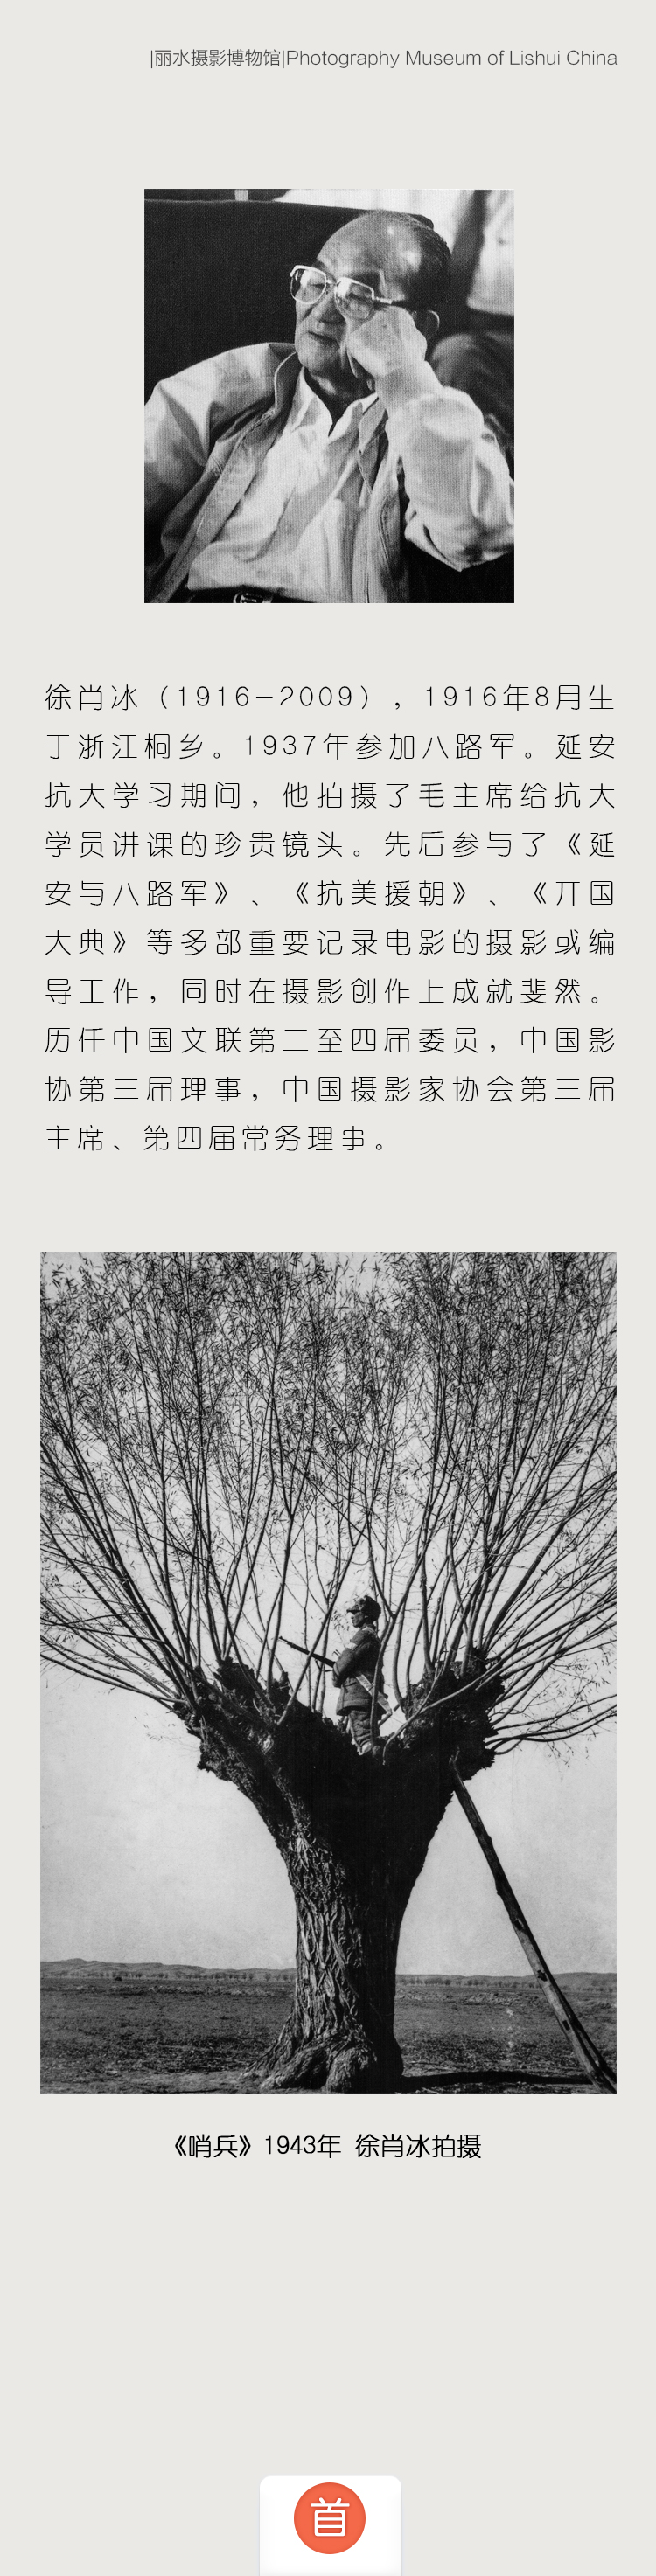 |丽水摄影博物馆|Photography Museum of Lishui China
徐肖冰（1916-2009），1916年8月生
于浙江桐乡。1937年参加八路军。延安
抗大学习期间，他拍摄了毛主席给抗大
学员讲课的珍贵镜头。先后参与了《延
安与八路军》、《抗美援朝》、《开国
大典》等多部重要记录电影的摄影或编
导工作，同时在摄影创作上成就斐然。
历任中国文联第二至四届委员，中国影
协第三届理事，中国摄影家协会第三届
主席、第四届常务理事。
《哨兵》1943年 徐肖冰拍摄
首